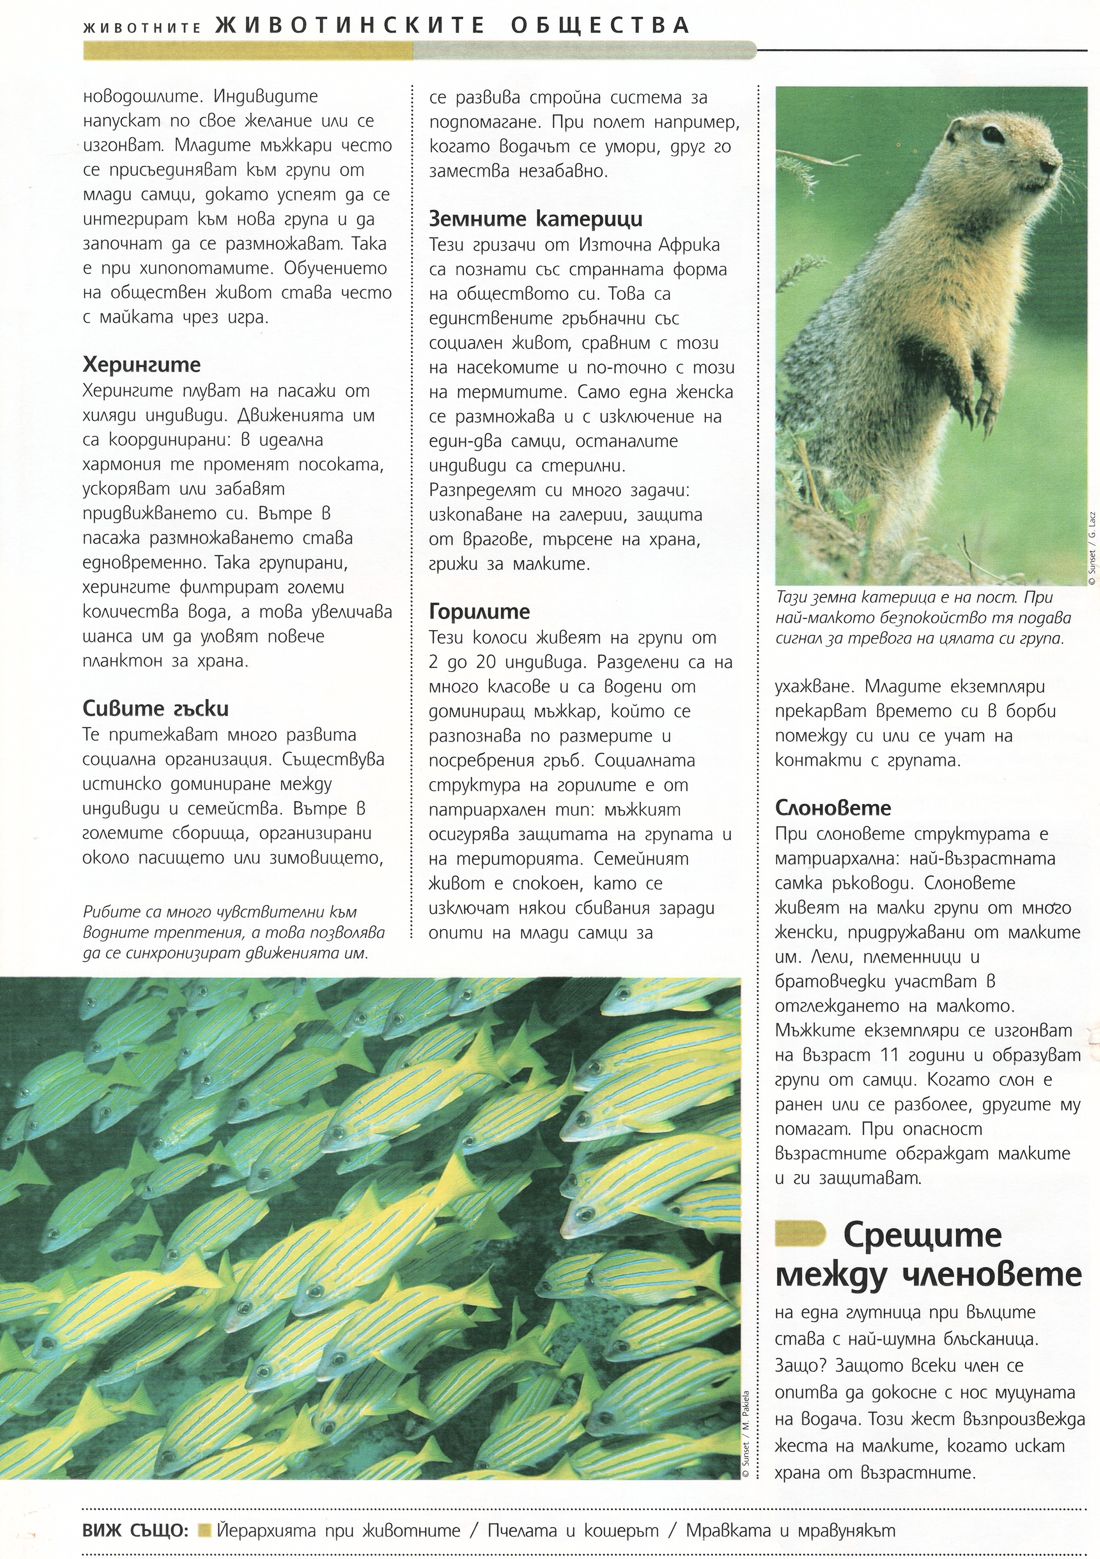 ЖИВОТНИТЕ ЖИВОТИНСКИТЕ ОБЩЕСТВА
новодошлите. Индивидите
напускат по свое желание или се
изгонват. Младите мъжкари често
се присъединяват към групи от
млади самци, докато успеят да се
интегрират към нова група и да
започнат да се размножават. Така
е при хипопотамите. Обучението
на обществен живот става често
с майката чрез игра.
Херингите
Херингите плуват на пасажи от
хиляди индивиди. Движенията им
са координирани: в идеална
хармония те променят посоката,
ускоряват или забавят
придвижването си. Вътре в
пасажа размножаването става
едновременно. Така групирани,
херингите филтрират големи
количества вода, а това увеличава
шанса им да уловят повече
планктон за храна.
Сивите гъски
Те притежават много развита
социална организация. Съществува
истинско доминиране между
индивиди и семейства. Вътре в
големите сборища, организирани
около пасището или зимовището,
Рибите са много чувствителни към
водните трептения, а това позволява
да се синхронизират движенията им.
се развива стройна система за
подпомагане. При полет например,
когато водачът се умори, друг го
замества незабавно.
Земните катерици
Тези гризачи от Източна Африка
са познати със странната форма
на обществото си. Това са
единствените гръбначни със
социален живот, сравним с този
на насекомите и по-точно с този
на термитите. Само една женска
се размножава и с изключение на
един-два самци, останалите
индивиди са стерилни.
Разпределят си много задачи:
изкопаване на галерии, защита
от врагове, търсене на храна,
грижи за малките.
Горилите
Тези колоси живеят на групи от
2 до 20 индивида. Разделени са на
много класове и са водени от
доминиращ мъжкар, който се
разпознава по размерите и
посребрения гръб. Социалната
структура на горилите е от
патриархален тип: мъжкият
осигурява защитата на групата и
на територията. Семейният
живот е спокоен, като се
изключат някои сбивания заради
опити на млади самци за
© Sunset / M. Pakiela
© Sunset / G. Lacz
Тази земна катерица е на пост. При
най-малкото безпокойство тя подава
сигнал за тревога на цялата си група.
ухажване. Младите екземпляри
прекарват времето си в борби
помежду си или се учат на
контакти с групата.
Слоновете
При слоновете структурата е
матриархална: най-възрастната
самка ръководи. Слоновете
живеят на малки групи от много
женски, придружавани от малките
им. Лели, племенници и
братовчедки участват в
отглеждането на малкото.
Мъжките екземпляри се изгонват
на възраст 11 години и образуват
групи от самци. Когато слон е
ранен или се разболее, другите му
помагат. При опасност
възрастните обграждат малките
и ги защитават.
Срещите
между членовете
на една глутница при вълците
става с най-шумна блъсканица.
Защо? Защото всеки член се
опитва да докосне с нос муцуната
на водача. Този жест възпроизвежда
жеста на малките, когато искат
храна от възрастните.
ВИЖ СЪЩО: Йерархията при животните / Пчелата и кошерът / Мравката и мравунякът